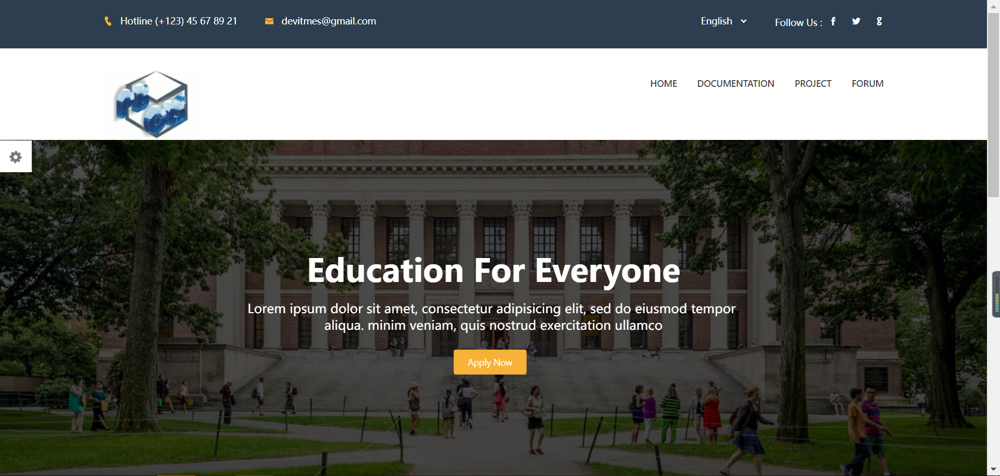 Hotline (+123) 45 67 89 21
devitmes@gmail.com
English
Follow Us :
HOME
DOCUMENTATION
PROJECT
FORUM
Education For Everyone
Lorem ipsum dolor sit amet, consectetur adipisicing elit, sed do eiusmod tempor
aliqua. minim veniam, quis nostrud exercitation ullamco
Apply Now